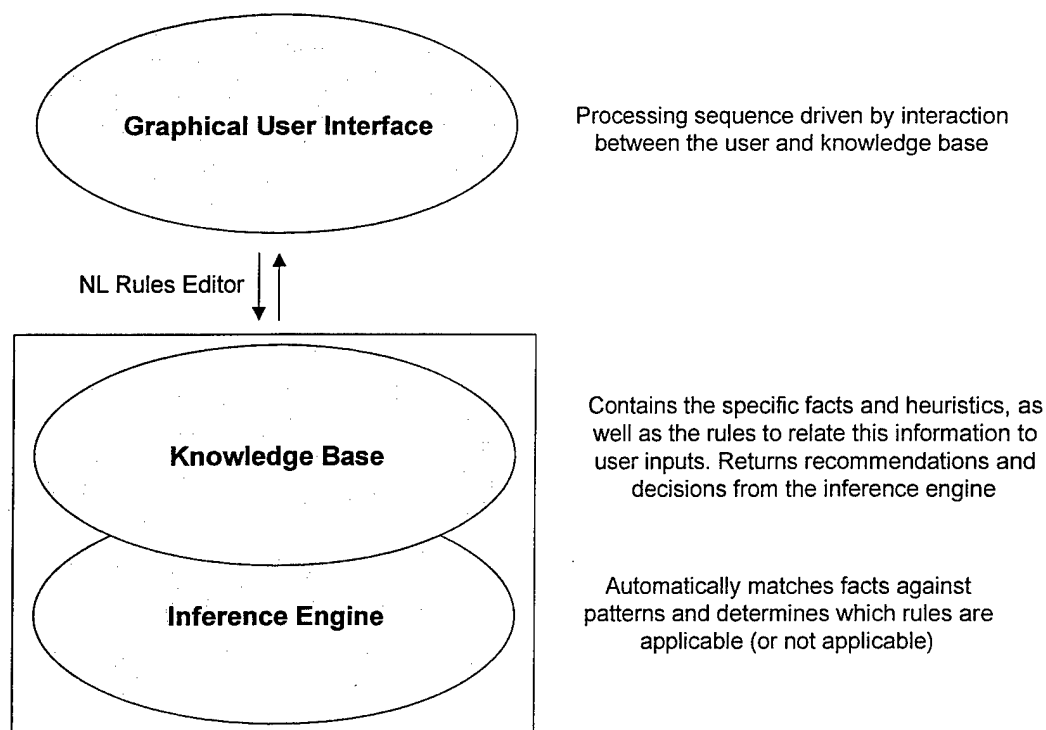 Graphical User Interface
Processing sequence driven by interaction
between the user and knowledge base
NL Rules Editor
Knowledge Base
Contains the specific facts and heuristics, as
well as the rules to relate this information to
user inputs. Returns recommendations and
decisions from the inference engine
Inference Engine
Automatically matches facts against
patterns and determines which rules are
applicable (or not applicable)